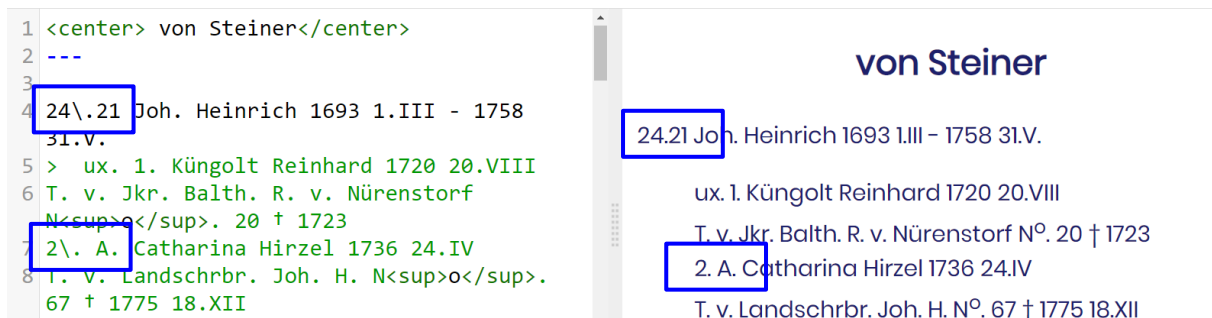 1 <center> von Steiner</center>
2 ---
3
4 24\.21 Joh. Heinrich 1693 1.III - 1758
31.V.
5 >  ux. 1. Küngolt Reinhard 1720 20.VIII
6 T. v. Jkr. Balth. R. v. Nürenstorf
N<sup>o</sup>. 20 † 1723
7 2\. A. Catharina Hirzel 1736 24.IV
8 T. v. Landschrbr. Joh. H. N<sup>o</sup>.
67 † 1775 18.XII
von Steiner
24.21 Joh. Heinrich 1693 1.III - 1758 31.V.
ux. 1. Küngolt Reinhard 1720 20.VIII
T. v. Jkr. Balth. R. v. Nürenstorf Nº. 20 † 1723
2. A. Catharina Hirzel 1736 24.IV
T. v. Landschrbr. Joh. H. Nº. 67 † 1775 18.XII